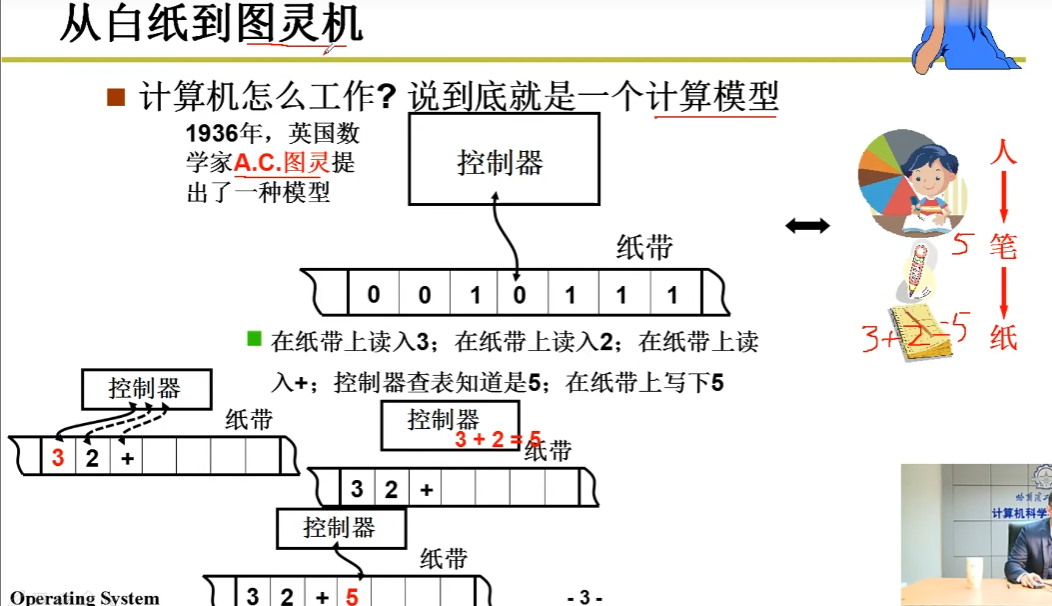 从白纸到图灵机
计算机怎么工作? 说到底就是一个计算模型
1936年，英国数
学家A.C.图灵提
出了一种模型
控制器
纸带
0 0 1 0 1 1 1
人
笔
纸
5
3+2=5
在纸带上读入3；在纸带上读入2；在纸带上读
入+；控制器查表知道是5；在纸带上写下5
控制器
纸带
3 2 +
控制器
3 + 2 = 5
纸带
3 2 +
控制器
纸带
3 2 + 5
计算机科学
Operating System
- 3 -